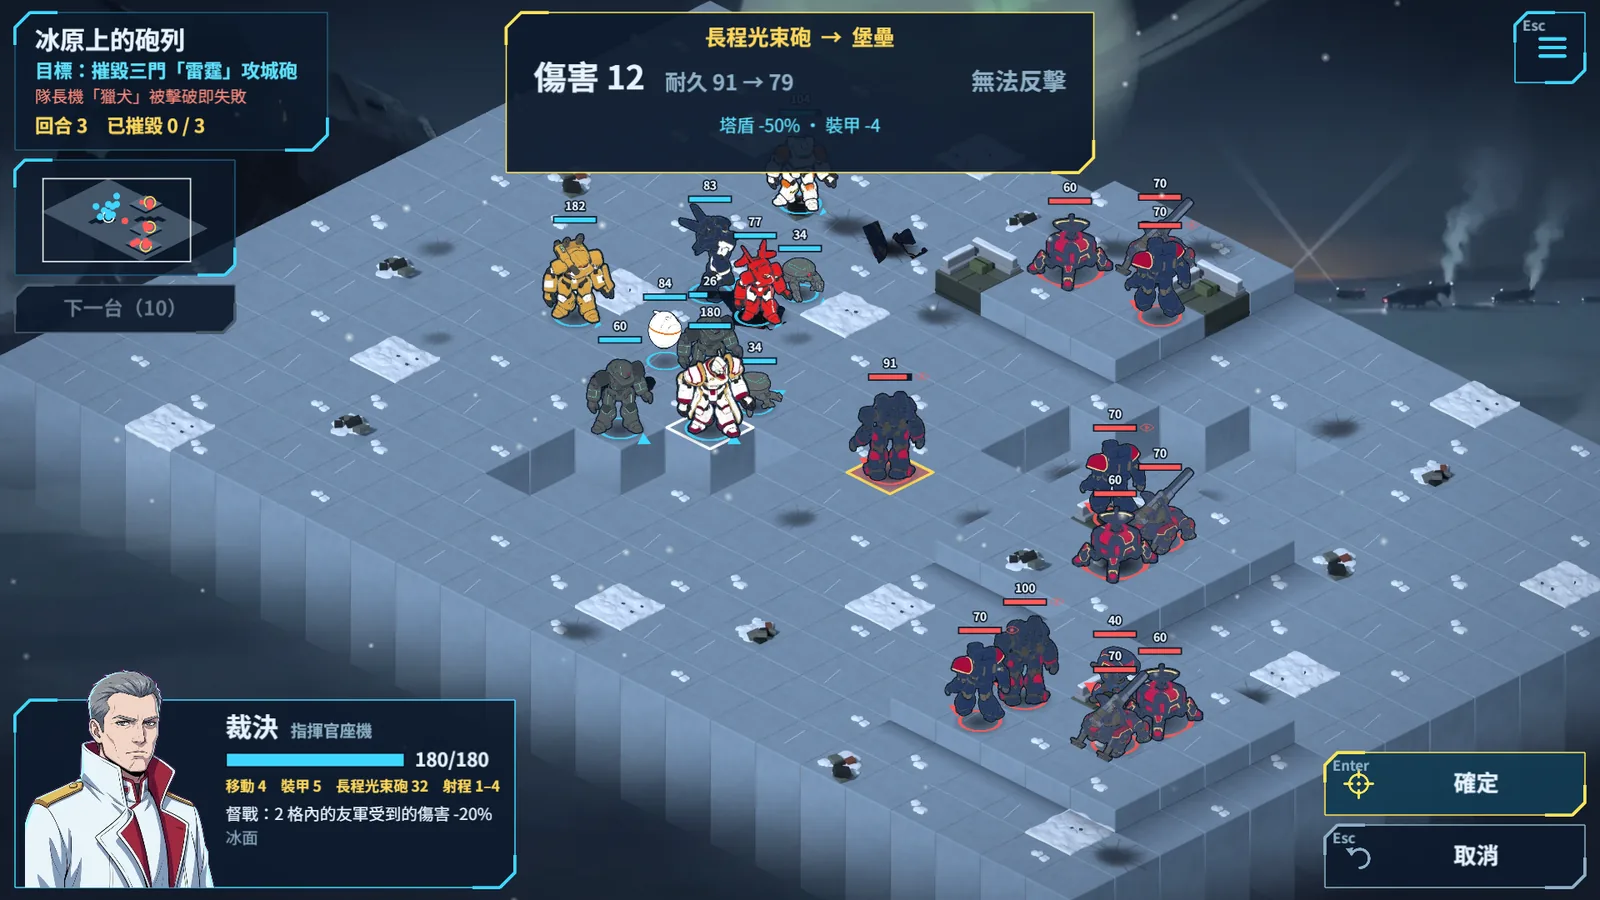 冰原上的砲列
目標：摧毀三門「雷霆」攻城砲
隊長機「獵犬」被擊破即失敗
回合 3 已摧毀 0 / 3
下一台（10）
長程光束砲 → 堡壘
傷害 12 耐久 91 → 79 無法反擊
塔盾 -50% · 裝甲 -4
Esc
104
182
83
77
34
84
26
180
60
34
91
60
70
70
70
70
60
100
70
40
60
70
裁決 指揮官座機
180/180
移動 4 裝甲 5 長程光束砲 32 射程 1–4
督戰：2 格內的友軍受到的傷害 -20%
冰面
Enter
確定
Esc
取消